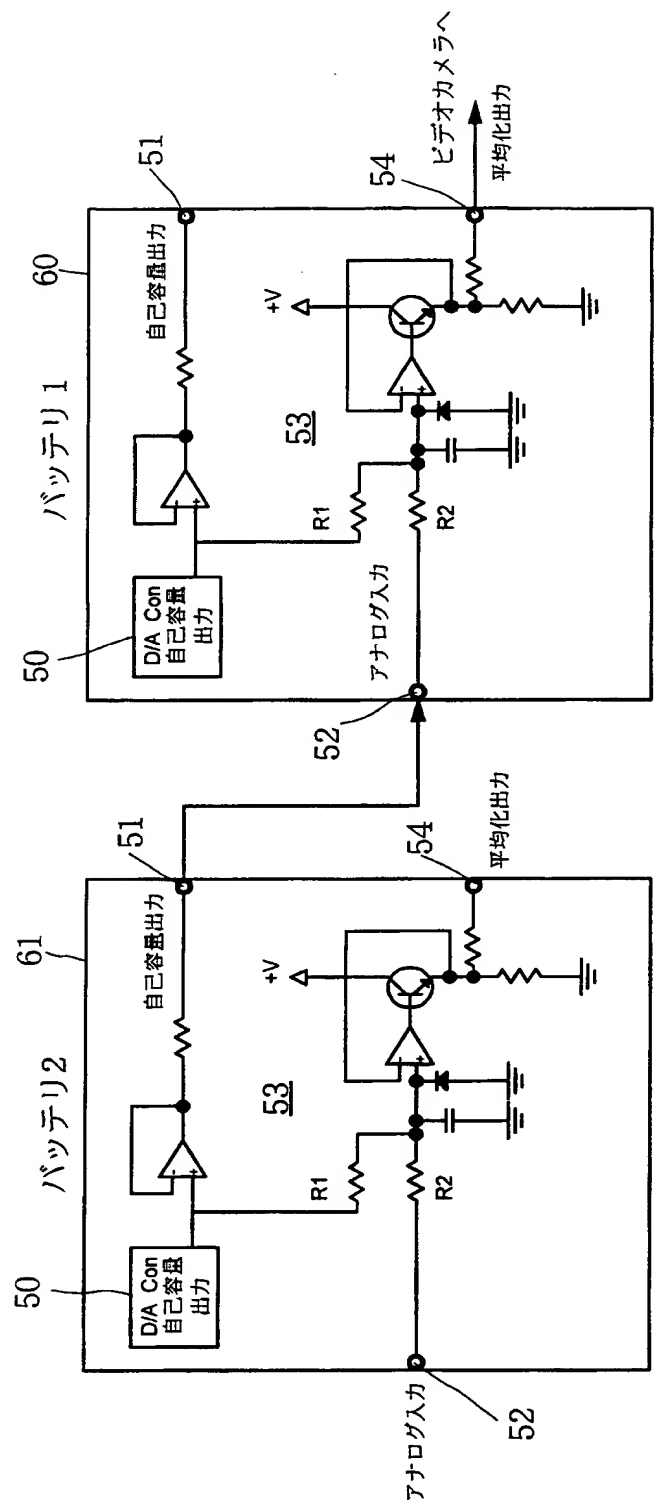 バッテリ2
61
50
D/A Con
自己容量
出力
-
+
自己容量出力
51
R1
53
+V
-
+
アナログ入力
52
R2
54
平均化出力
バッテリ1
60
50
D/A Con
自己容量
出力
-
+
自己容量出力
51
R1
53
+V
-
+
アナログ入力
52
R2
54
ビデオカメラへ
平均化出力